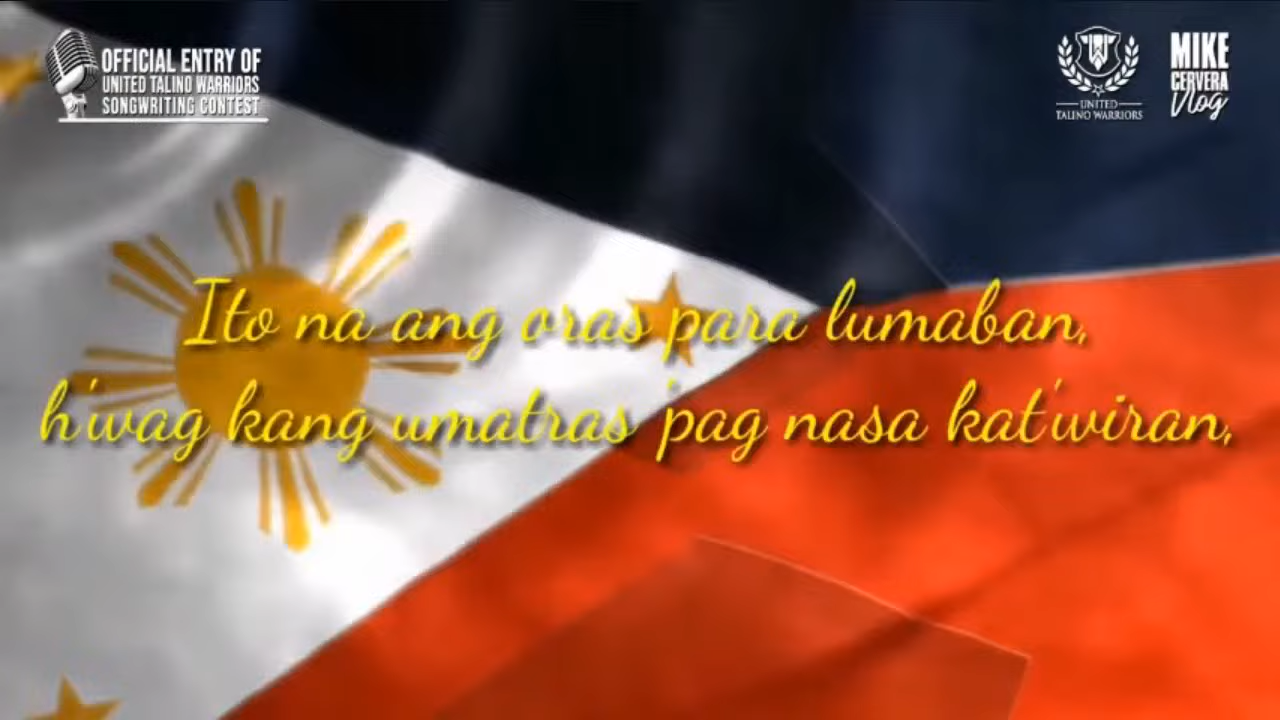 OFFICIAL ENTRY OF
UNITED TALINO WARRIORS
SONGWRITING CONTEST
UNITED
TALINO WARRIORS
MIKE
CERVERA
Vlog
Ito na ang oras para lumaban,
h'wag kang umatras 'pag nasa kat'wiran,